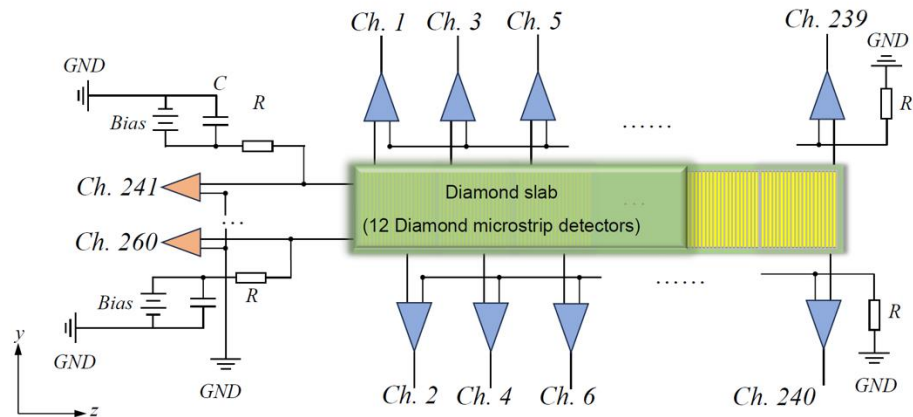 Ch. 1
Ch. 3
Ch. 5
Ch. 239
GND
GND
C
R
R
Bias
......
Ch. 241
Diamond slab
...
...
(12 Diamond microstrip detectors)
Ch. 260
Bias
R
......
......
R
GND
GND
GND
y
z
Ch. 2
Ch. 4
Ch. 6
Ch. 240